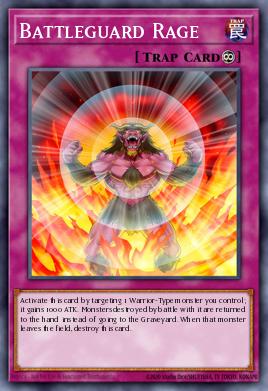 BATTLEGUARD RAGE
TRAP
罠
[TRAP CARD]
Activate this card by targeting 1 Warrior-Type monster you control;
it gains 1000 ATK. Monsters destroyed by battle with it are returned
to the hand instead of going to the Graveyard. When that monster
leaves the field, destroy this card.